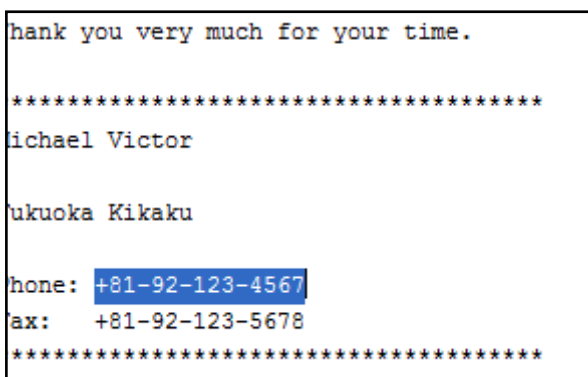 hank you very much for your time.
**************************************
ichael Victor
ukuoka Kikaku
hone: +81-92-123-4567
ax: +81-92-123-5678
**************************************